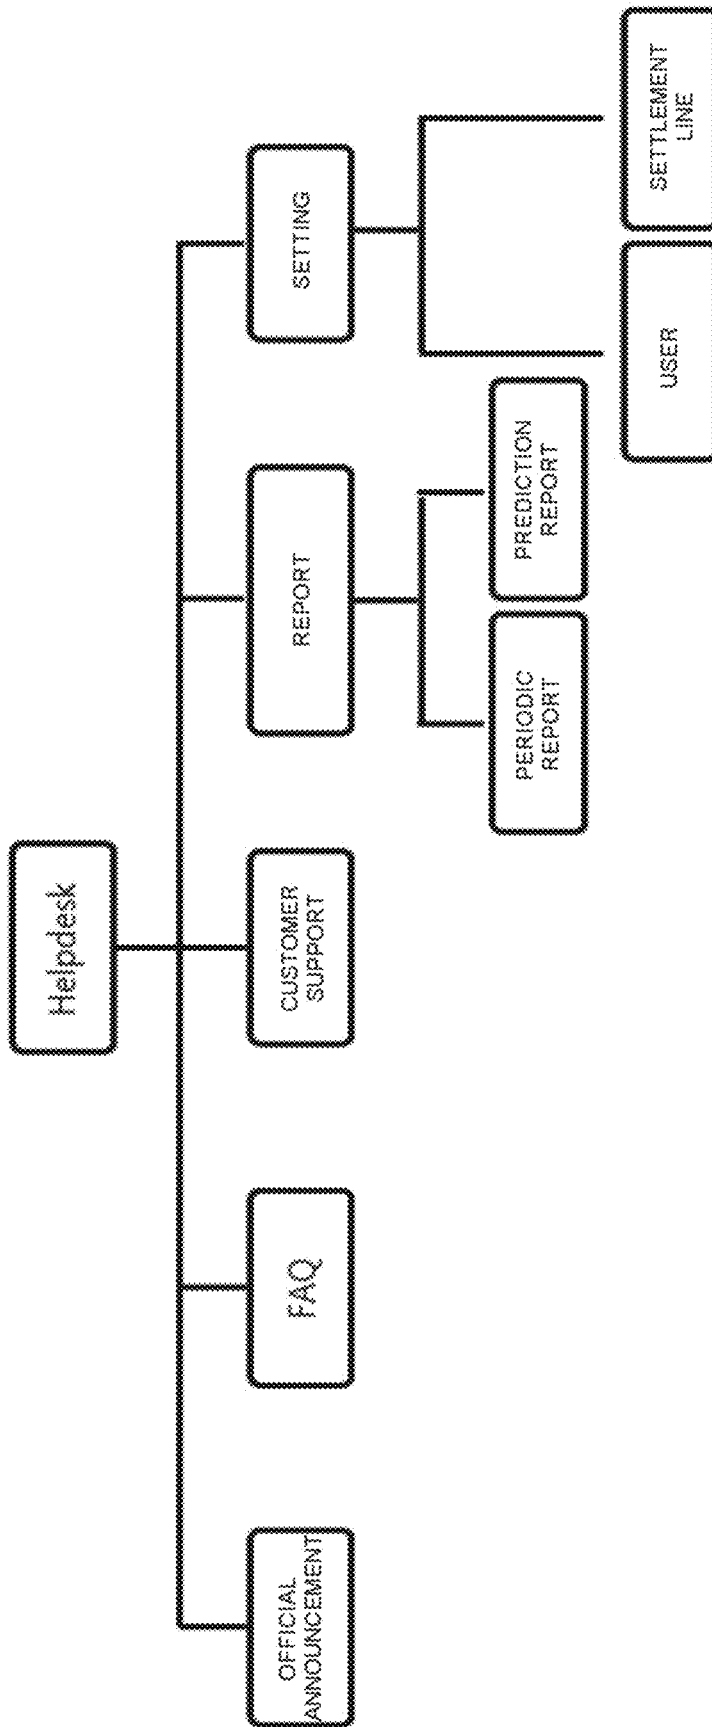 Helpdesk
OFFICIAL
ANNOUNCEMENT
FAQ
CUSTOMER
SUPPORT
REPORT
SETTING
PERIODIC
REPORT
PREDICTION
REPORT
USER
SETTLEMENT
LINE